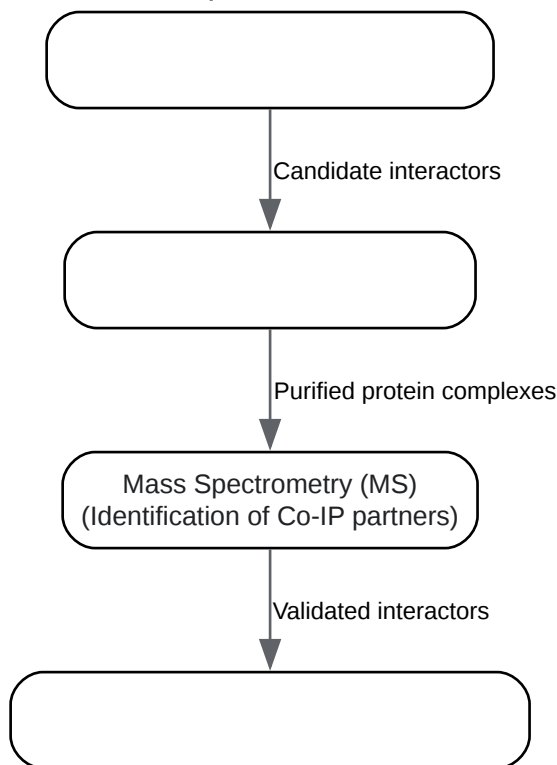 Candidate interactors
Purified protein complexes
Mass Spectrometry (MS)
(Identification of Co-IP partners)
Validated interactors